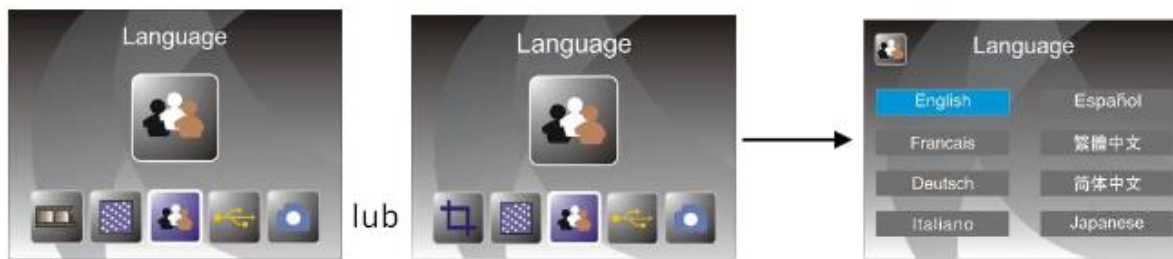 Language
lub
Language
Language
English
Español
Francais
繁體中文
Deutsch
简体中文
Italiano
Japanese